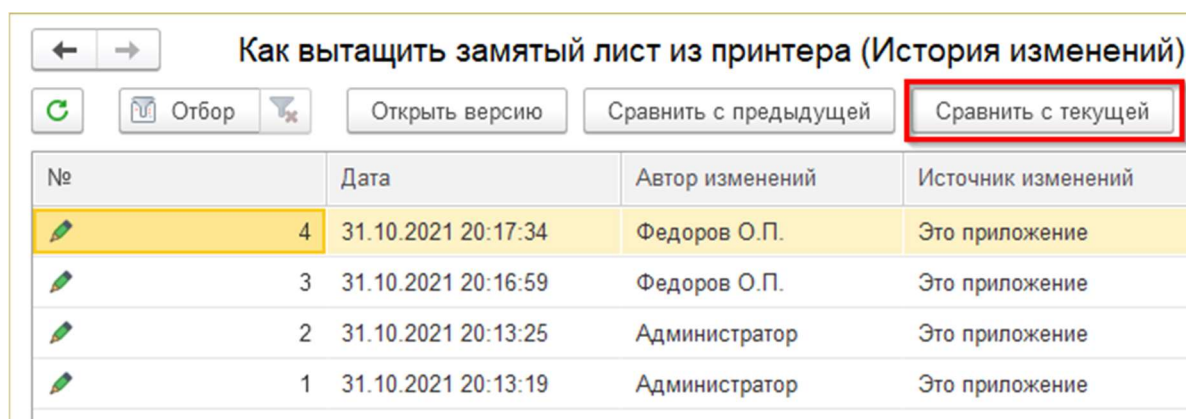 Как вытащить замятый лист из принтера (История изменений)
Отбор Открыть версию Сравнить с предыдущей Сравнить с текущей
№ Дата Автор изменений Источник изменений
4 31.10.2021 20:17:34 Федоров О.П. Это приложение
3 31.10.2021 20:16:59 Федоров О.П. Это приложение
2 31.10.2021 20:13:25 Администратор Это приложение
1 31.10.2021 20:13:19 Администратор Это приложение